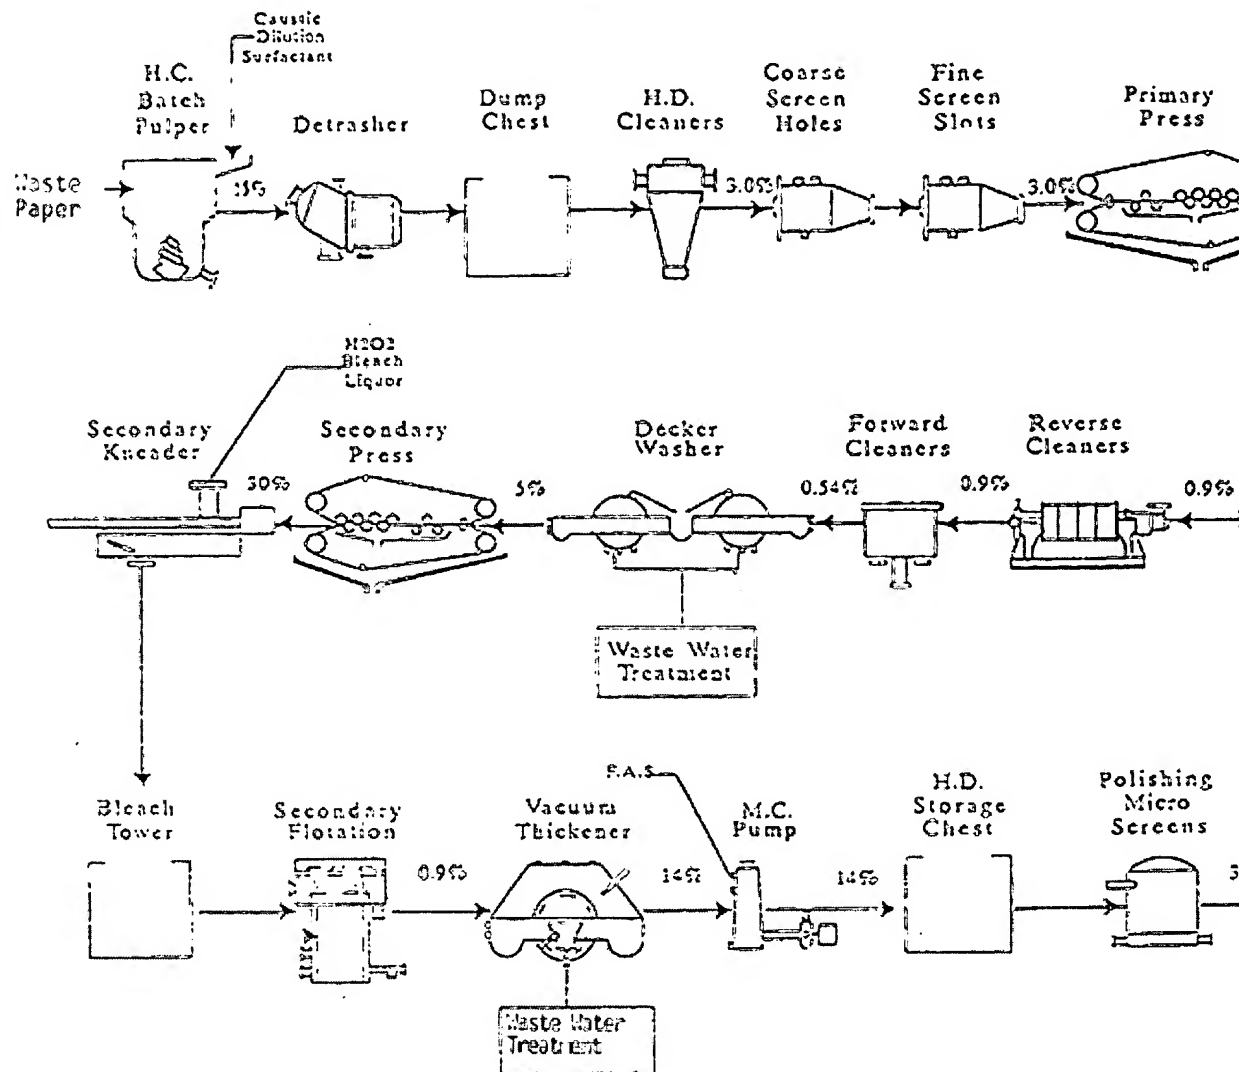 Caustic
Dilution
Surfactant
H.C.
Batch
Pulper
Detrasher
Dump
Chest
H.D.
Cleaners
Coarse
Screen
Holes
Fine
Screen
Slots
Primary
Press
Waste
Paper
15%
3.0%
3.0%
H2O2
Bleach
Liquor
Secondary
Kneader
Secondary
Press
Decker
Washer
Forward
Cleaners
Reverse
Cleaners
30%
5%
0.54%
0.9%
0.9%
Waste Water
Treatment
Bleach
Tower
Secondary
Flotation
Vacuum
Thickener
F.A.S.
M.C.
Pump
H.D.
Storage
Chest
Polishing
Micro
Screens
0.9%
14%
14%
3
Waste Water
Treatment